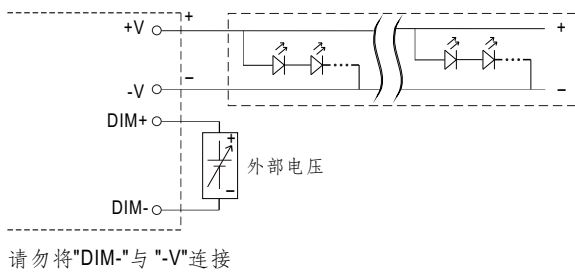 +V
+
+
-V
−
−
DIM+
+
外部电压
−
DIM-
请勿将"DIM-"与 "-V"连接